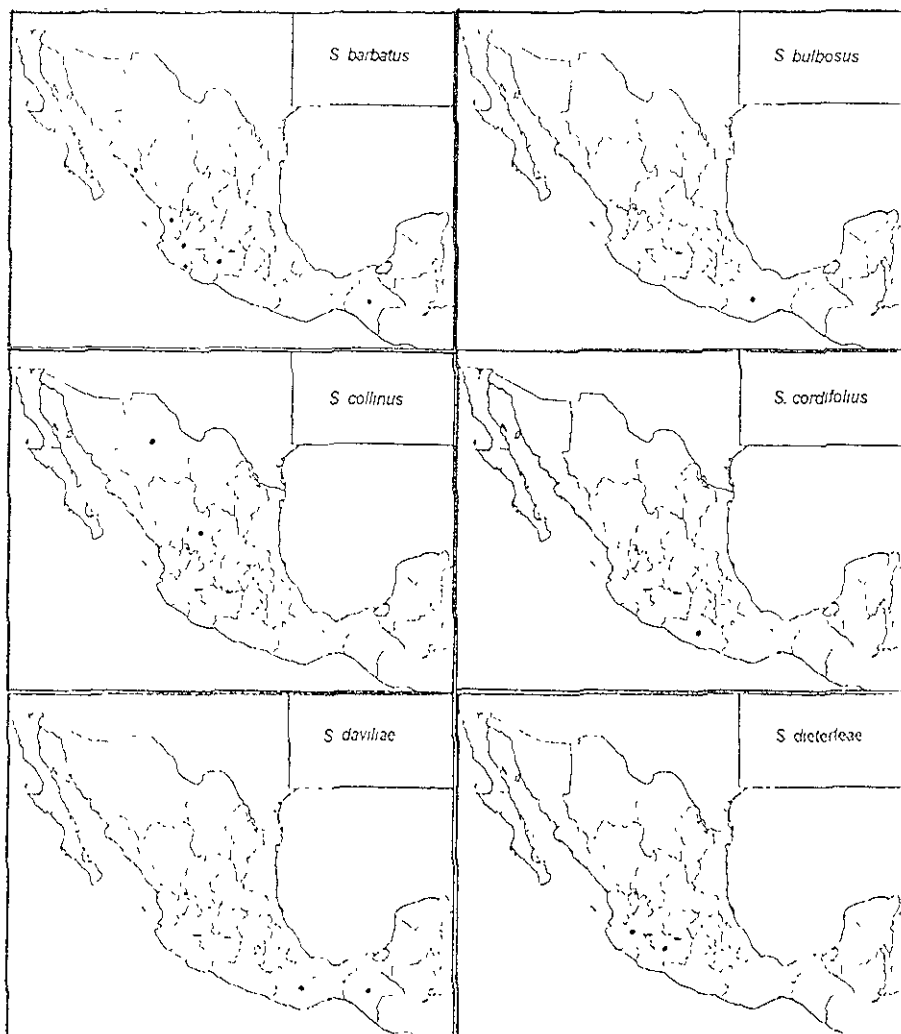 S barbatus
S bulbosus
S. collinus
S. cordifolius
S daviliae
S dieterleae